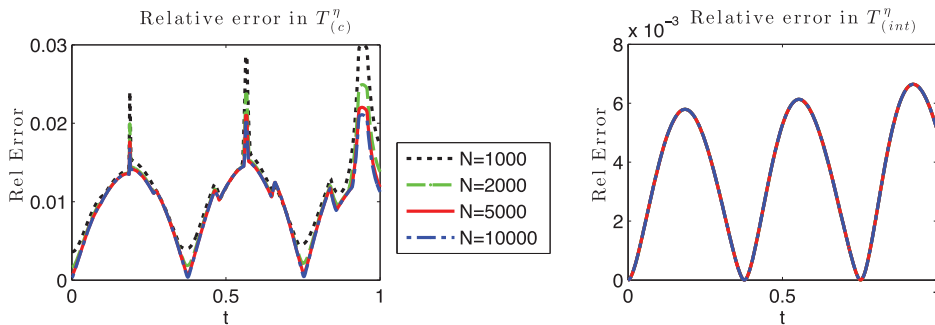 Relative error in T^η_(c)
Rel Error
0.03
0.02
0.01
0
0 0.5 1
t
N=1000
N=2000
N=5000
N=10000
Relative error in T^η_(int)
x 10^-3
Rel Error
8
6
4
2
0
0 0.5 1
t